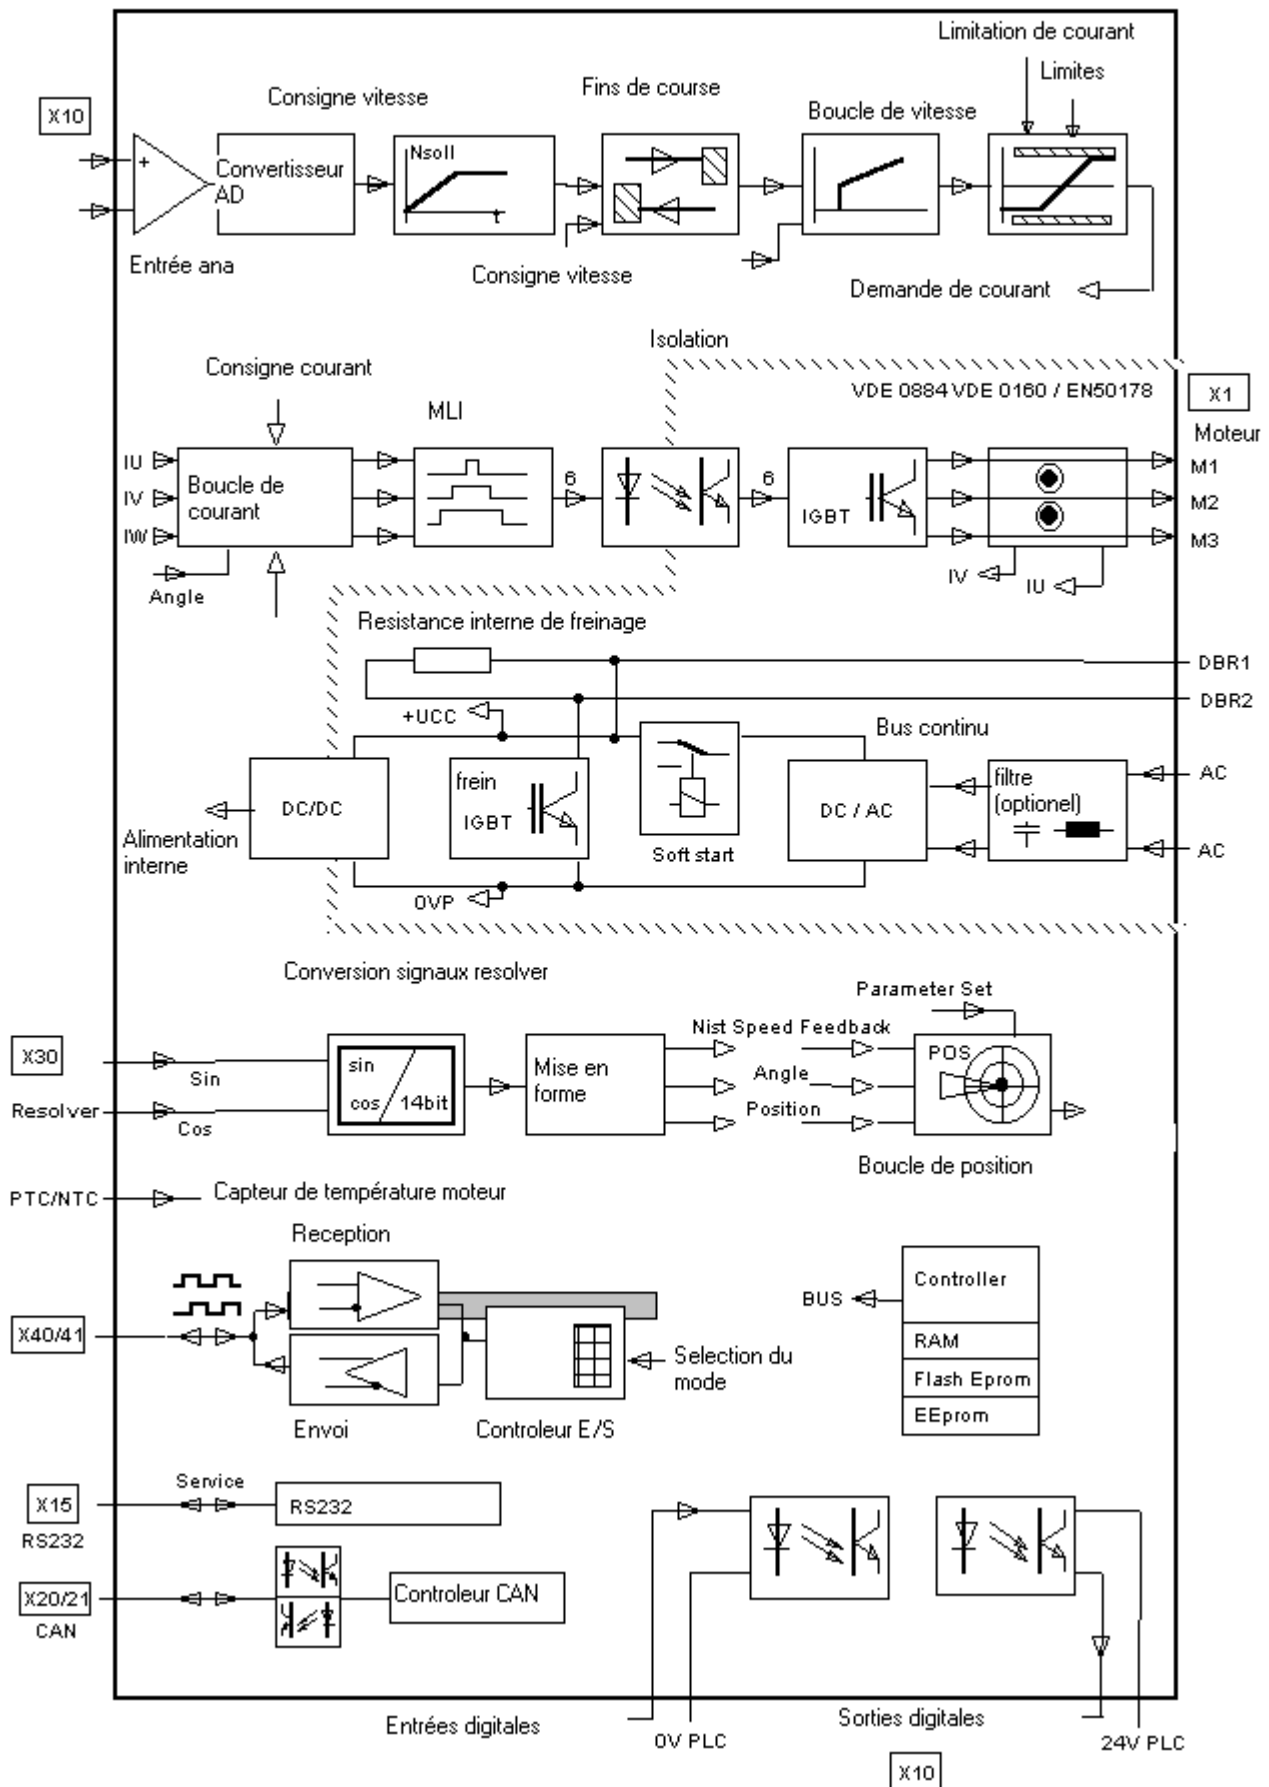 Limitation de courant
Limites
Fins de course
Consigne vitesse
Boucle de vitesse
X10
+
Convertisseur
AD
Nsoll
t
Entrée ana
Consigne vitesse
Demande de courant
Isolation
Consigne courant
VDE 0884 VDE 0160 / EN50178
X1
MLI
Moteur
IU
IV
IW
Boucle de
courant
6
6
IGBT
M1
M2
M3
IV
IU
Angle
Resistance interne de freinage
DBR1
DBR2
+UCC
Bus continu
DC/DC
frein
IGBT
DC / AC
filtre
(optionel)
AC
AC
Alimentation
interne
Soft start
0VP
Conversion signaux resolver
Parameter Set
X30
Nist Speed Feedback
Sin
sin
cos
14bit
Mise en
forme
Angle
Position
POS
Resolver
Cos
Boucle de position
PTC/NTC
Capteur de température moteur
Reception
Controller
BUS
X40/41
RAM
Selection du
mode
Flash Eprom
EEprom
Envoi
Controleur E/S
Service
X15
RS232
RS232
X20/21
CAN
Controleur CAN
Entrées digitales
0V PLC
Sorties digitales
24V PLC
X10